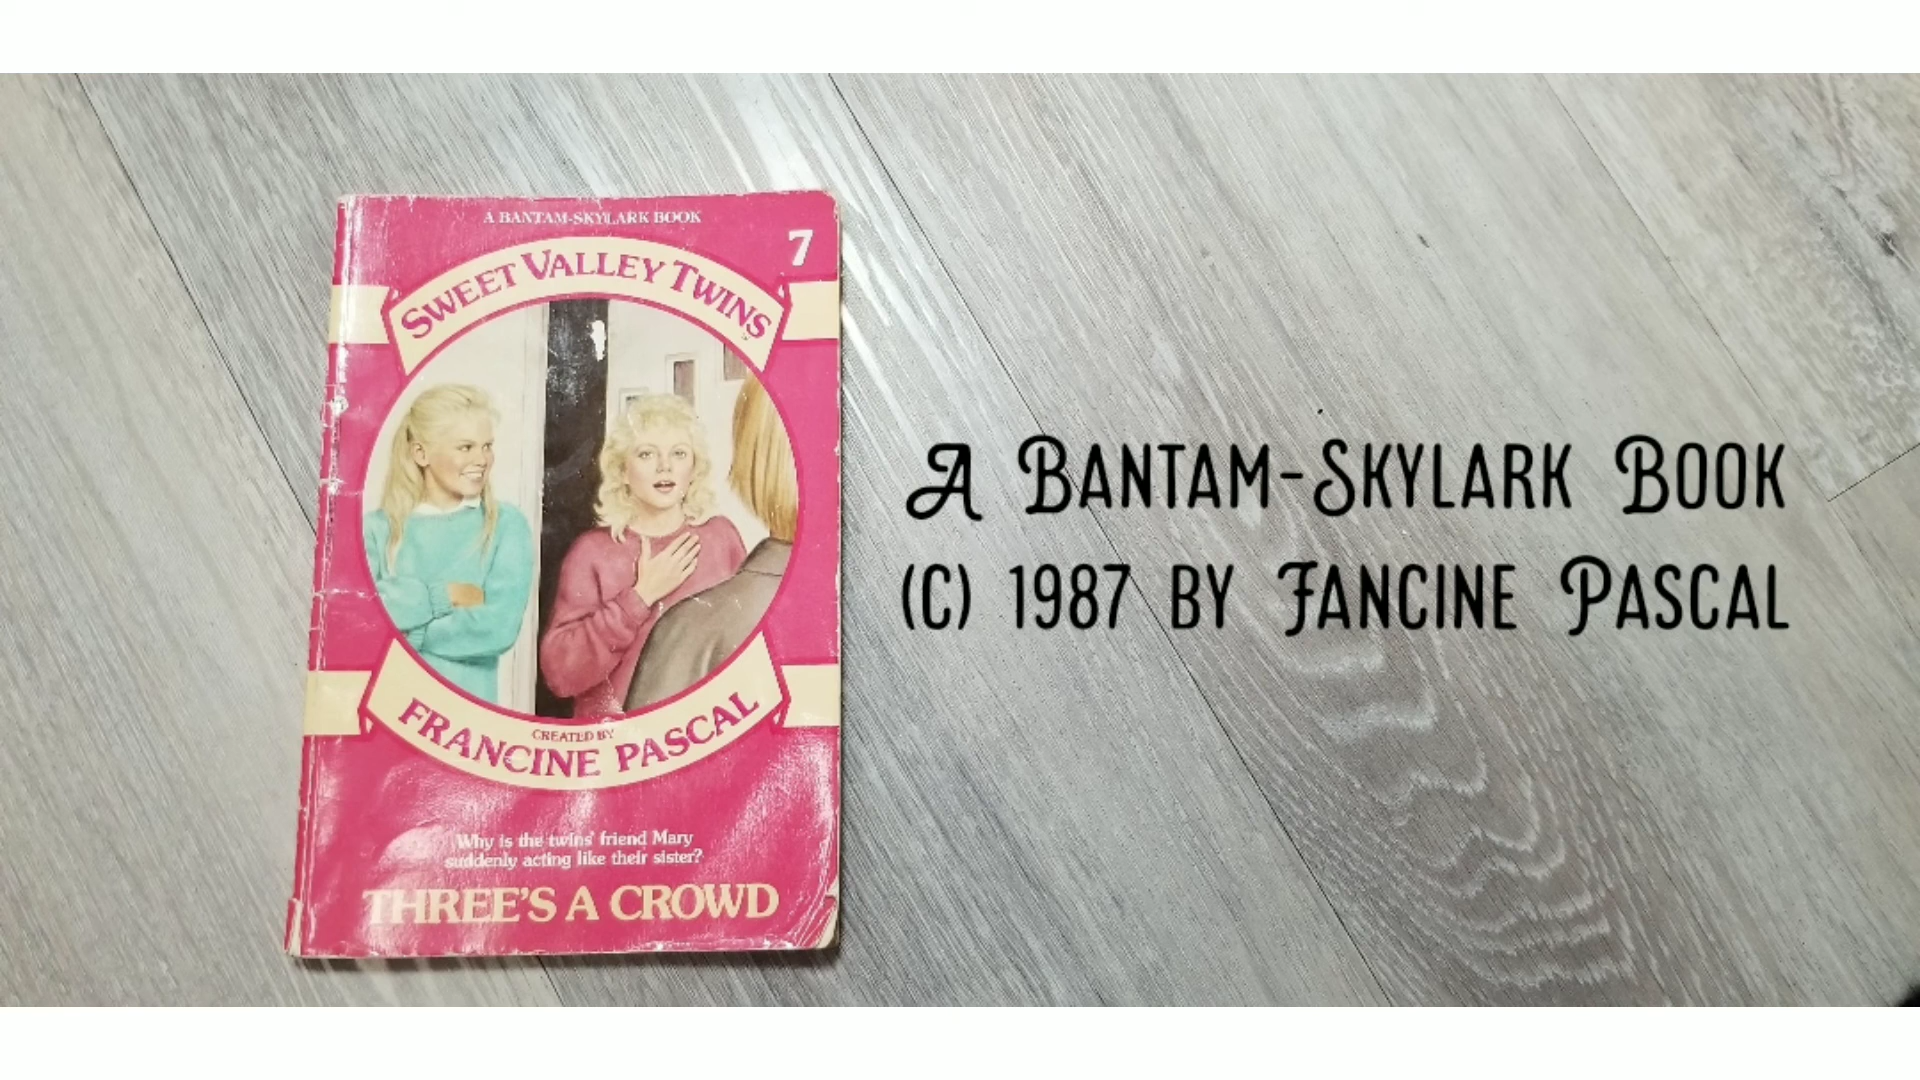 A BANTAM-SKYLARK BOOK
7
SWEET VALLEY TWINS
CREATED BY
FRANCINE PASCAL
Why is the twins' friend Mary
suddenly acting like their sister?
THREE'S A CROWD
A BANTAM-SKYLARK BOOK
(C) 1987 BY FANCINE PASCAL